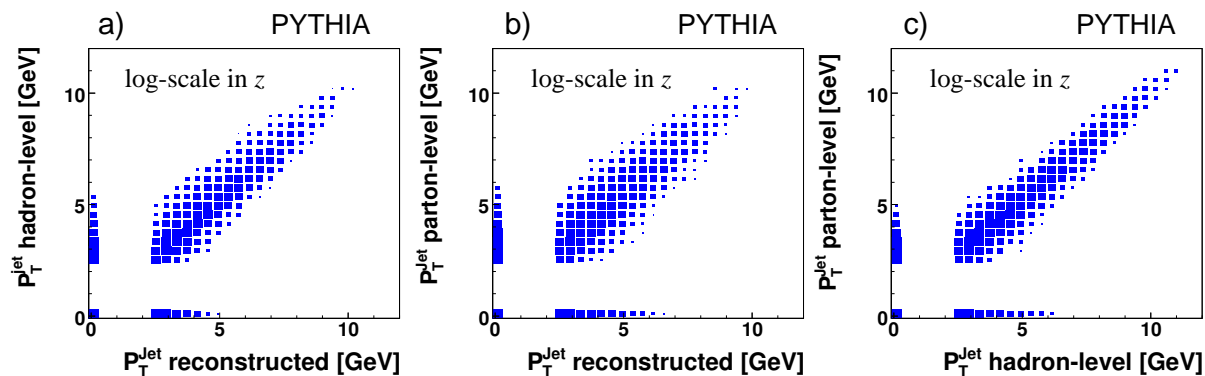 a) PYTHIA
log-scale in z
10
5
0
0 5 10
P_T^jet hadron-level [GeV]
P_T^Jet reconstructed [GeV]
b) PYTHIA
log-scale in z
10
5
0
0 5 10
P_T^Jet parton-level [GeV]
P_T^Jet reconstructed [GeV]
c) PYTHIA
log-scale in z
10
5
0
0 5 10
P_T^Jet parton-level [GeV]
P_T^Jet hadron-level [GeV]